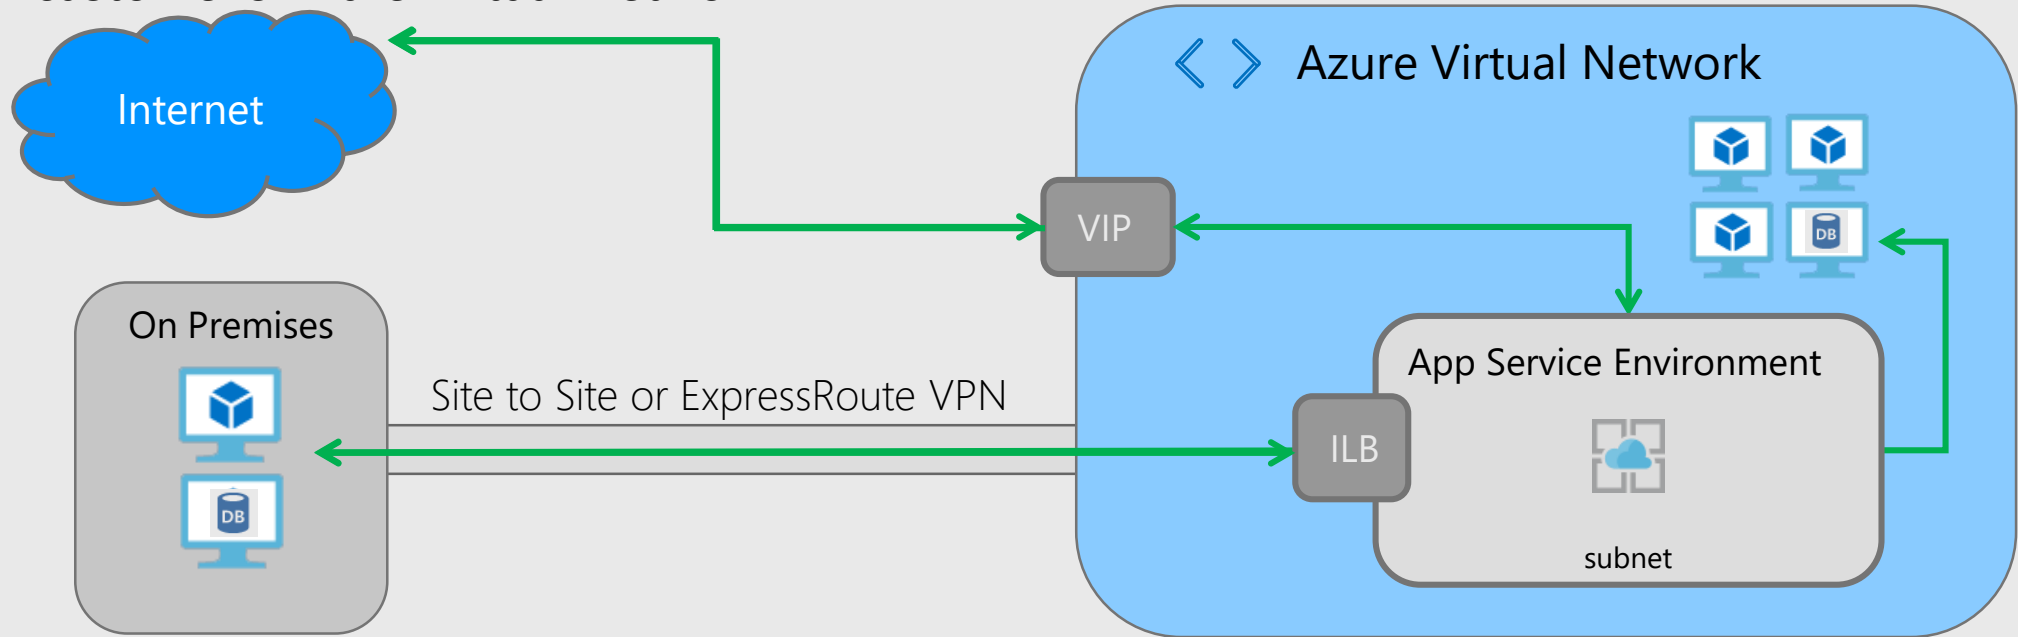 Internet
Azure Virtual Network
VIP
DB
On Premises
App Service Environment
Site to Site or ExpressRoute VPN
ILB
DB
subnet